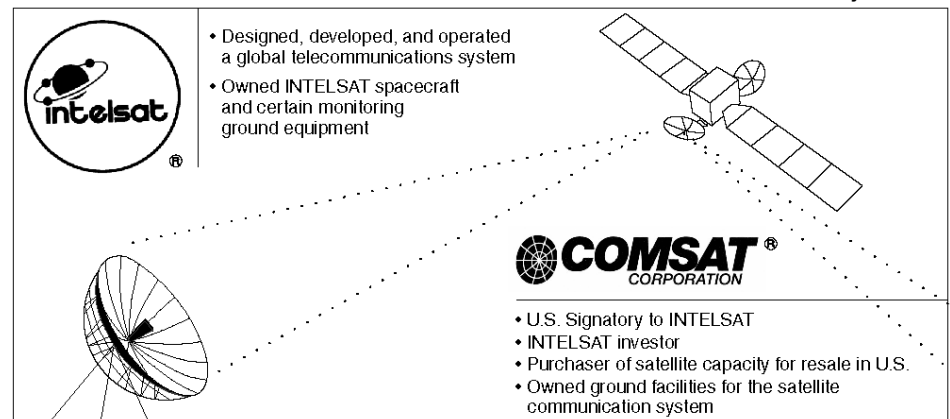 intelsat
®
• Designed, developed, and operated
a global telecommunications system
• Owned INTELSAT spacecraft
and certain monitoring
ground equipment
COMSAT ®
CORPORATION
• U.S. Signatory to INTELSAT
• INTELSAT investor
• Purchaser of satellite capacity for resale in U.S.
• Owned ground facilities for the satellite
communication system